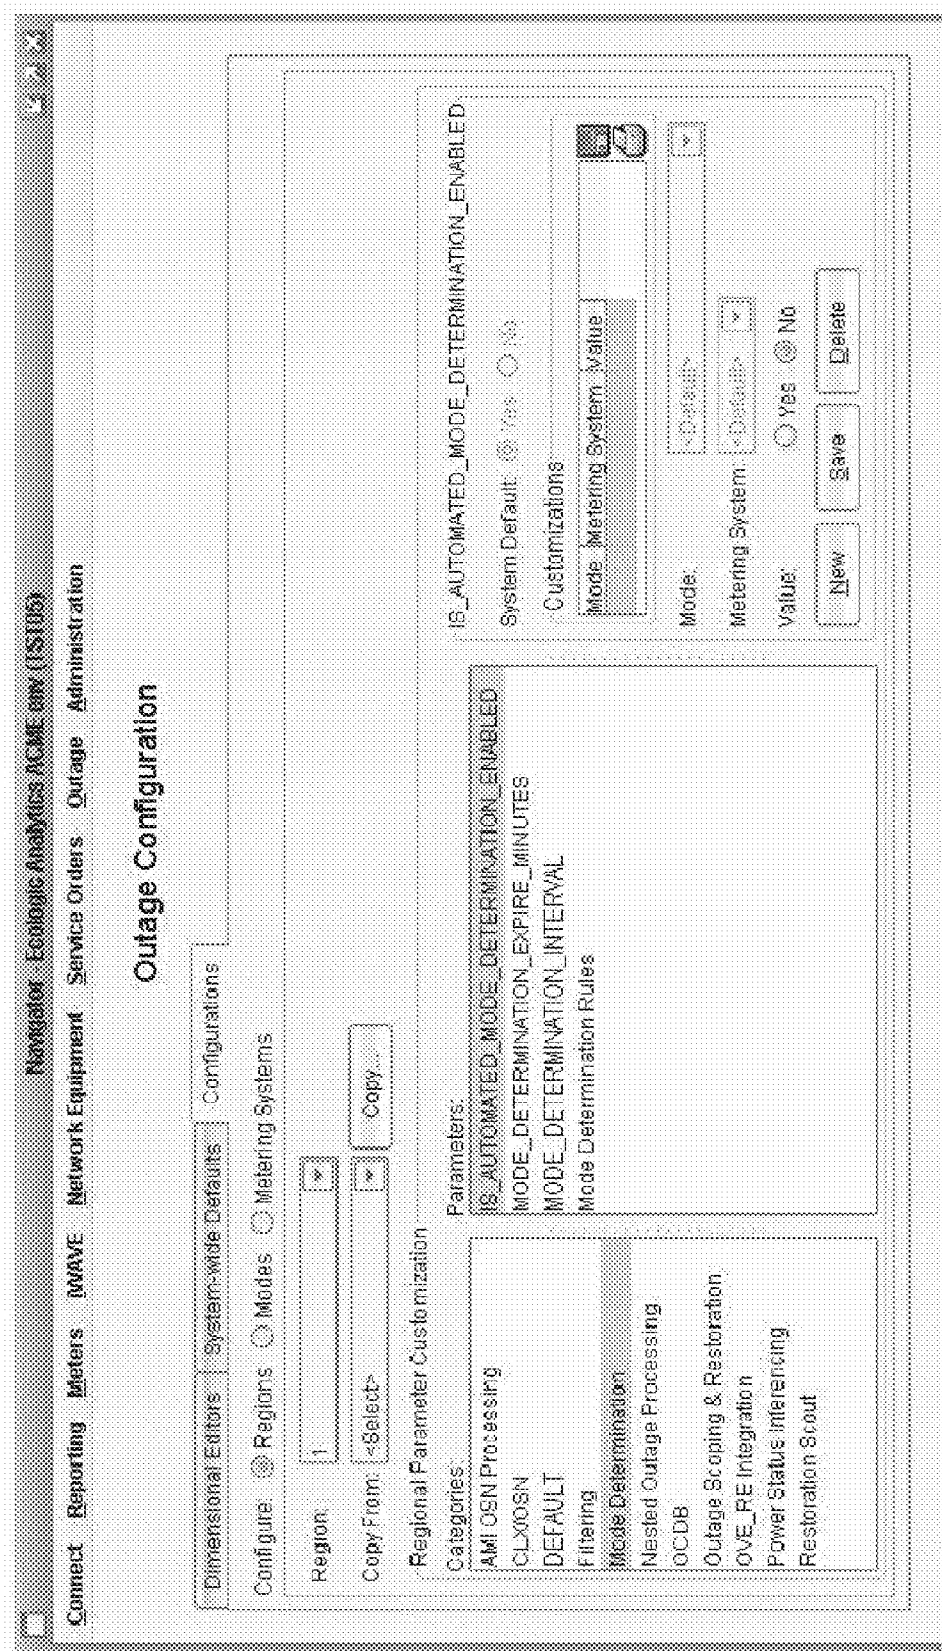 Navigator - Ecologic Analytics ACME env (TST05)
Connect Reporting Meters IWAVE Network Equipment Service Orders Outage Administration
Outage Configuration
Dimensional Editors System-wide Defaults Configurations
Configure: Regions Modes Metering Systems
Region: 1
Copy From: <Select> Copy...
Regional Parameter Customization
Categories:
AMI OSN Processing
CLXIOSN
DEFAULT
Filtering
Mode Determination
Nested Outage Processing
OCDB
Outage Scoping & Restoration
OVE_RE Integration
Power Status Inferencing
Restoration Scout
Parameters:
IS_AUTOMATED_MODE_DETERMINATION_ENABLED
MODE_DETERMINATION_EXPIRE_MINUTES
MODE_DETERMINATION_INTERVAL
Mode Determination Rules
IS_AUTOMATED_MODE_DETERMINATION_ENABLED
System Default: Yes No
Customizations
Mode Metering System Value
Mode: <Default>
Metering System: <Default>
Value: Yes No
New Save Delete